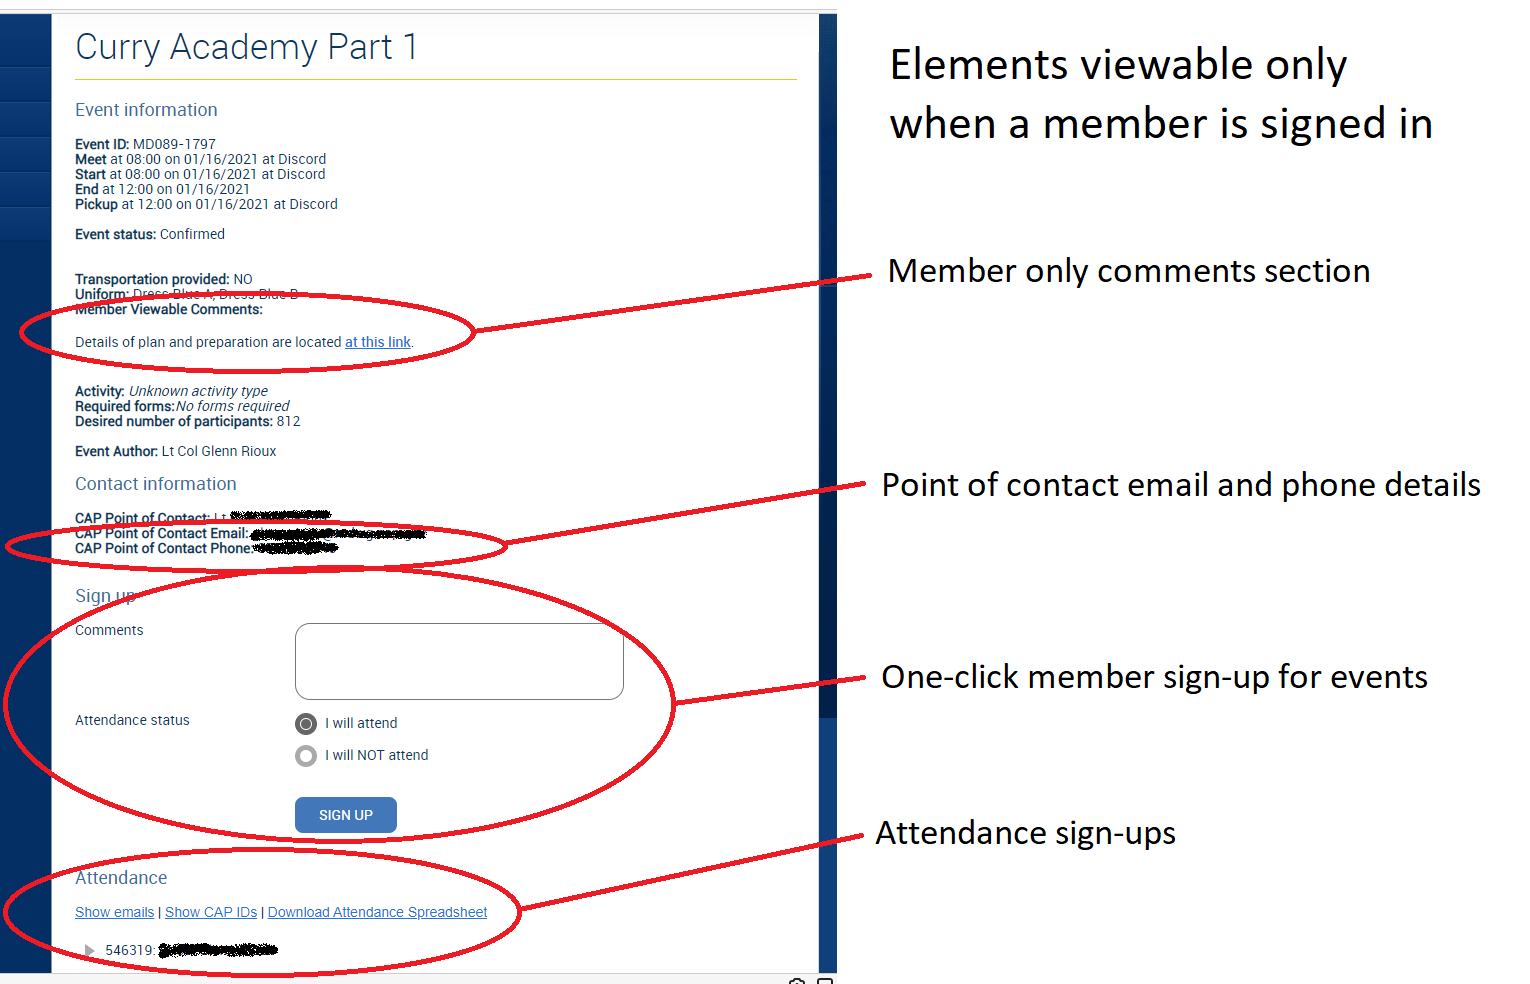 Curry Academy Part 1
Elements viewable only
when a member is signed in
Event information
Event ID: MD089-1797
Meet at 08:00 on 01/16/2021 at Discord
Start at 08:00 on 01/16/2021 at Discord
End at 12:00 on 01/16/2021
Pickup at 12:00 on 01/16/2021 at Discord
Event status: Confirmed
Transportation provided: NO
Uniform: Dress Blue A, Dress Blue B
Member Viewable Comments:
Member only comments section
Details of plan and preparation are located at this link.
Activity: Unknown activity type
Required forms:No forms required
Desired number of participants: 812
Event Author: Lt Col Glenn Rioux
Contact information
Point of contact email and phone details
CAP Point of Contact: Lt
CAP Point of Contact Email:
CAP Point of Contact Phone:
Sign up
Comments
One-click member sign-up for events
Attendance status
I will attend
I will NOT attend
SIGN UP
Attendance sign-ups
Attendance
Show emails | Show CAP IDs | Download Attendance Spreadsheet
546319: